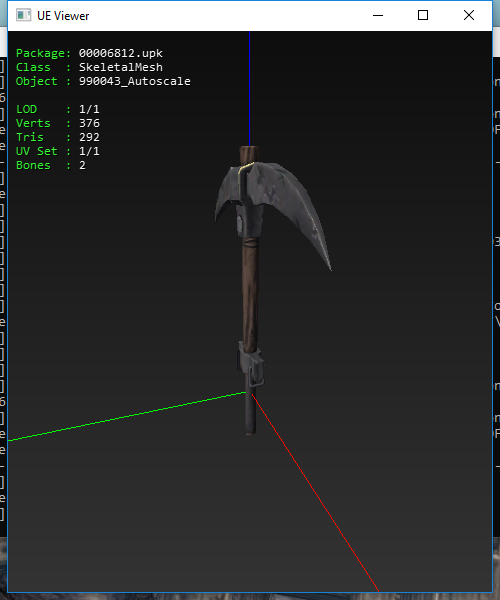 UE Viewer
Package: 00006812.upk
Class  : SkeletalMesh
Object : 990043_Autoscale
LOD    : 1/1
Verts  : 376
Tris   : 292
UV Set : 1/1
Bones  : 2